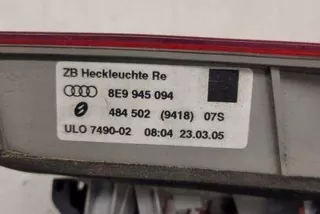 ZB Heckleuchte Re
8E9 945 094
484 502 (9418) 07S
ULO 7490-02 08:04 23.03.05